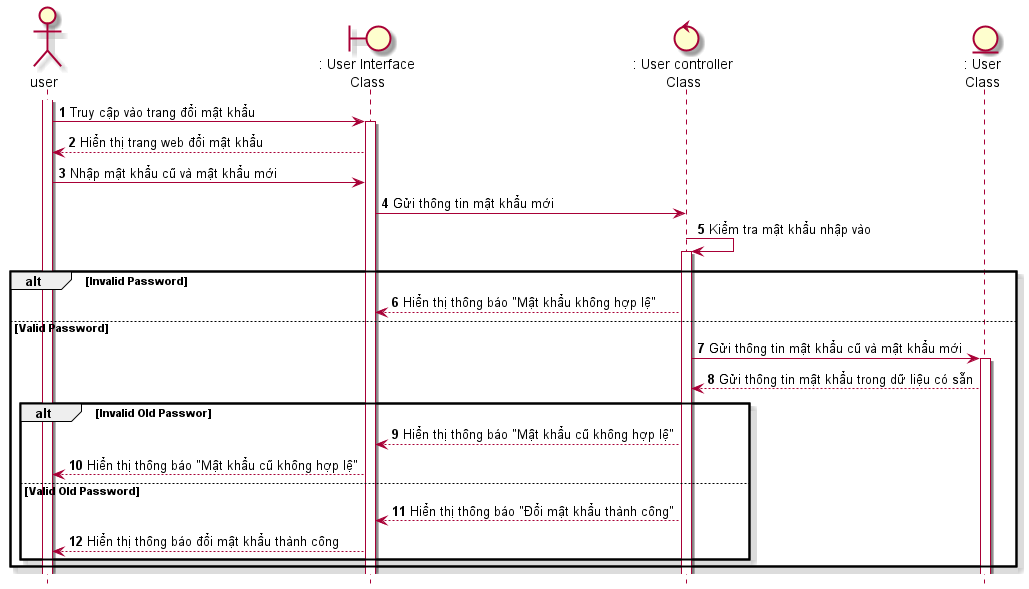 user
: User Interface
Class
: User controller
Class
: User
Class
1 Truy cập vào trang đổi mật khẩu
2 Hiển thị trang web đổi mật khẩu
3 Nhập mật khẩu cũ và mật khẩu mới
4 Gửi thông tin mật khẩu mới
5 Kiểm tra mật khẩu nhập vào
alt [Invalid Password]
6 Hiển thị thông báo "Mật khẩu không hợp lệ"
[Valid Password]
7 Gửi thông tin mật khẩu cũ và mật khẩu mới
8 Gửi thông tin mật khẩu trong dữ liệu có sẵn
alt [Invalid Old Passwor]
9 Hiển thị thông báo "Mật khẩu cũ không hợp lệ"
10 Hiển thị thông báo "Mật khẩu cũ không hợp lệ"
[Valid Old Password]
11 Hiển thị thông báo "Đổi mật khẩu thành công"
12 Hiển thị thông báo đổi mật khẩu thành công